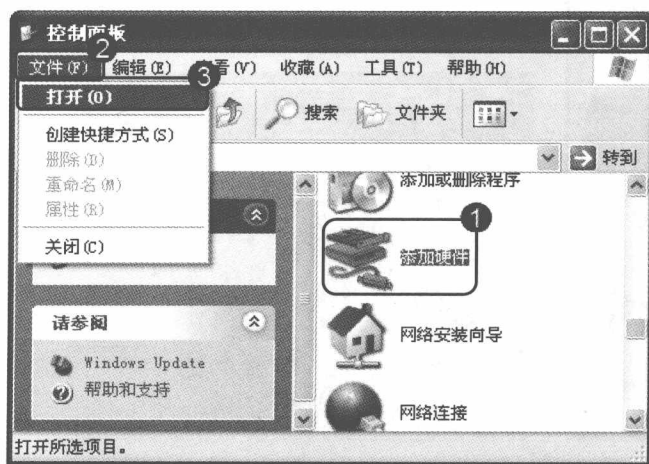 控制面板
2
文件(F) 编辑(E) 查看(V) 收藏(A) 工具(T) 帮助(H)
3
打开(O)
搜索 文件夹
创建快捷方式(S)
删除(D)
转到
重命名(M)
添加或删除程序
属性(R)
1
关闭(C)
添加硬件
请参阅
网络安装向导
Windows Update
帮助和支持
网络连接
打开所选项目。